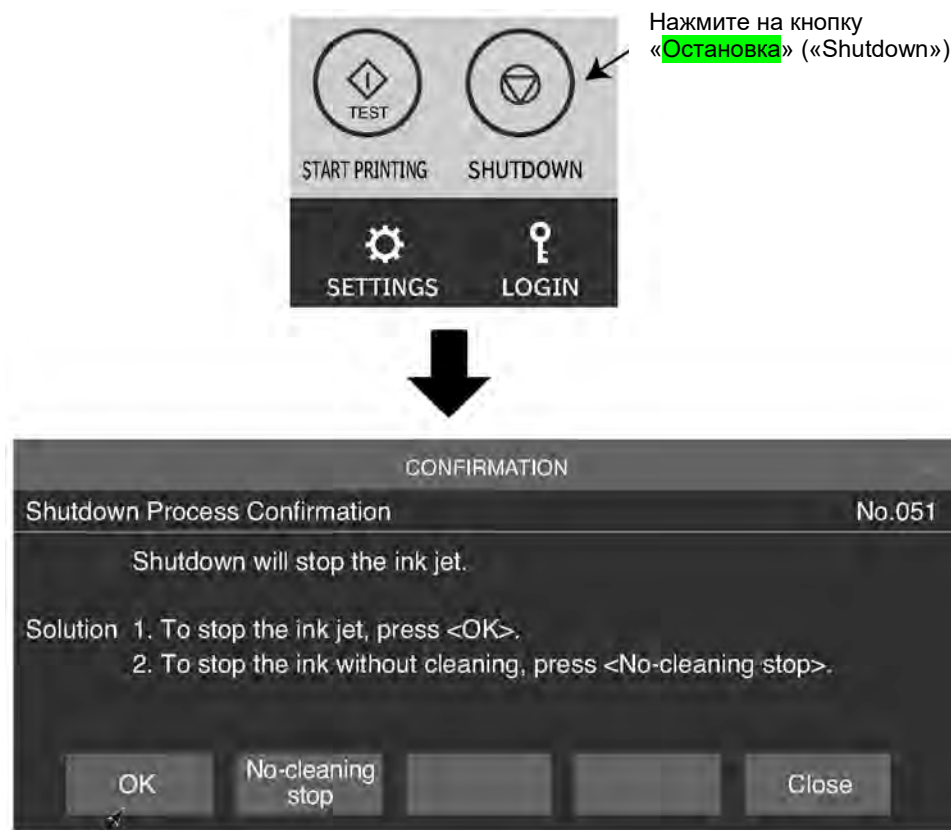 Нажмите на кнопку
«Остановка» («Shutdown»)
TEST
START PRINTING SHUTDOWN
SETTINGS LOGIN
CONFIRMATION
Shutdown Process Confirmation No.051
Shutdown will stop the ink jet.
Solution 1. To stop the ink jet, press <OK>.
2. To stop the ink without cleaning, press <No-cleaning stop>.
OK No-cleaning stop Close